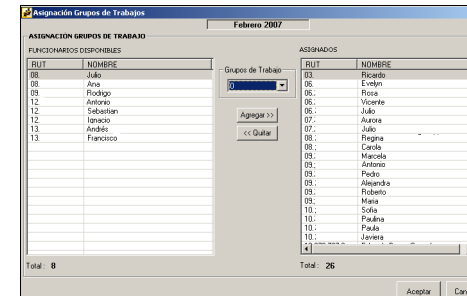 Asignación Grupos de Trabajos
Febrero 2007
ASIGNACIÓN GRUPOS DE TRABAJO
FUNCIONARIOS DISPONIBLES
RUT NOMBRE
08. Julio
08. Ana
09. Rodrigo
12. Antonio
12. Sebastian
12. Ignacio
13. Andrés
13. Francisco
Total: 8
Grupos de Trabajo
0
Agregar >>
<< Quitar
ASIGNADOS
RUT NOMBRE
03. Ricardo
06. Evelyn
06. Rosa
06. Vicente
06. Julio
07. Aurora
07. Julio
08. Regina
08. Carola
09. Marcela
09. Antonio
09. Pedro
09. Alejandra
09. Roberto
09. Maria
10. Sofia
10. Paulina
10. Paula
10. Javiera
Total: 26
Aceptar Can